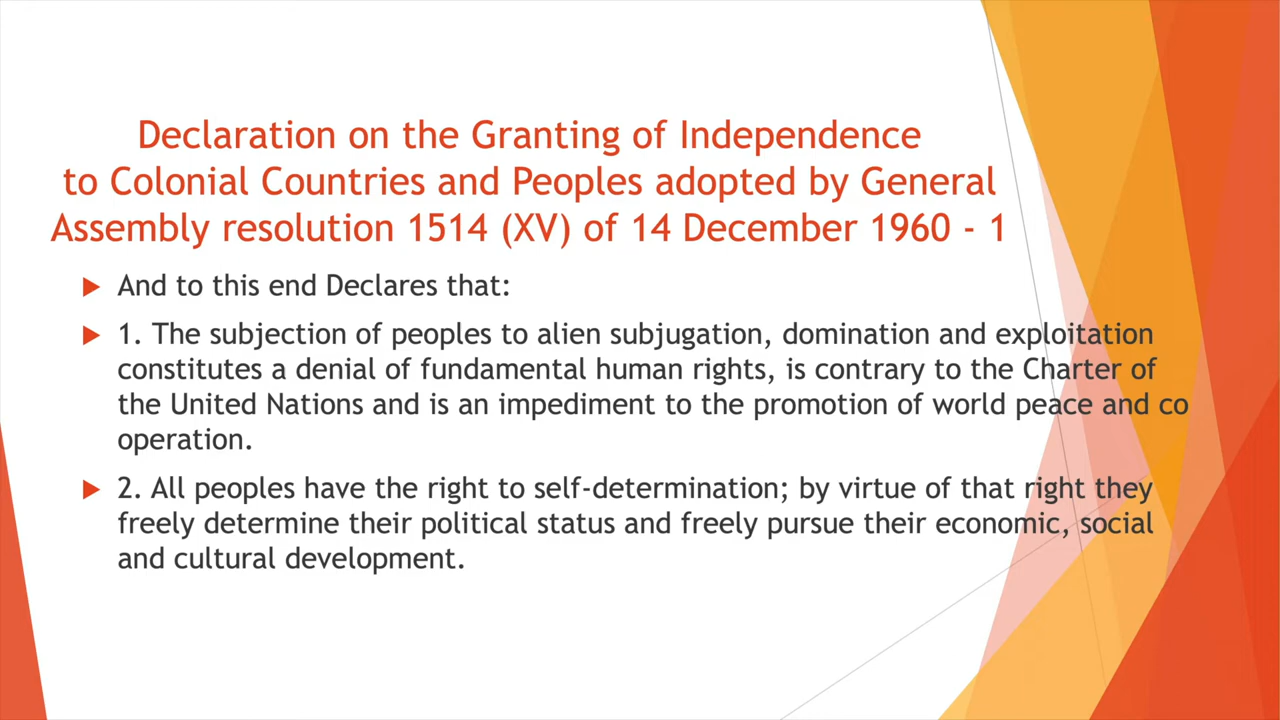 Declaration on the Granting of Independence
to Colonial Countries and Peoples adopted by General
Assembly resolution 1514 (XV) of 14 December 1960 - 1
And to this end Declares that:
1. The subjection of peoples to alien subjugation, domination and exploitation
constitutes a denial of fundamental human rights, is contrary to the Charter of
the United Nations and is an impediment to the promotion of world peace and co
operation.
2. All peoples have the right to self-determination; by virtue of that right they
freely determine their political status and freely pursue their economic, social
and cultural development.